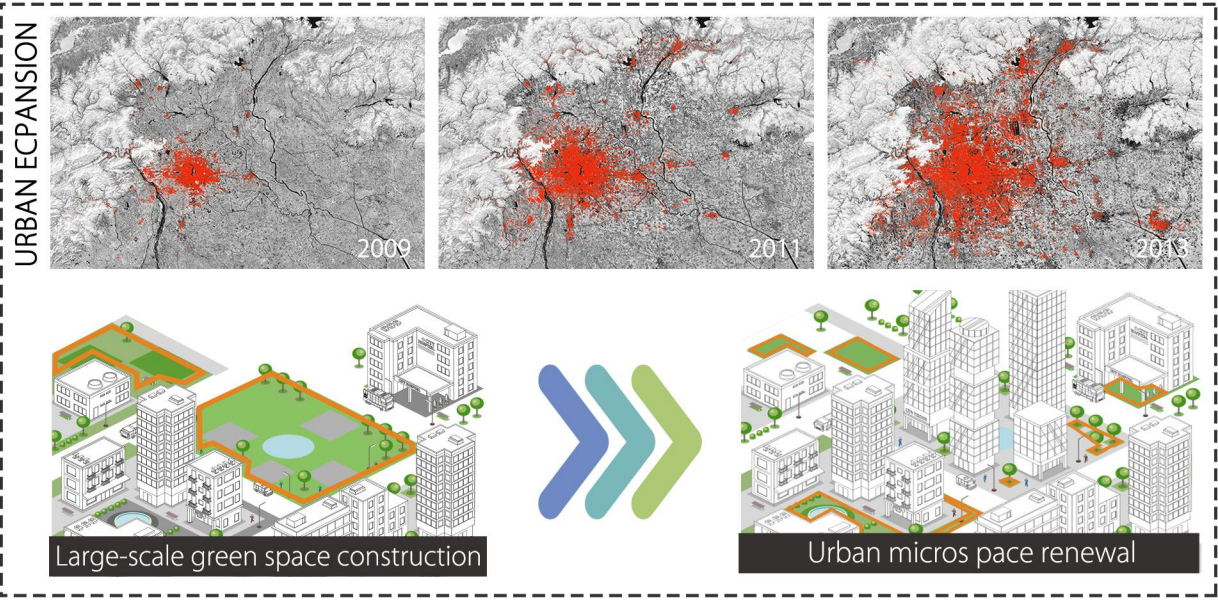 URBAN ECPANSION
2009
2011
2013
Large-scale green space construction
Urban micros pace renewal